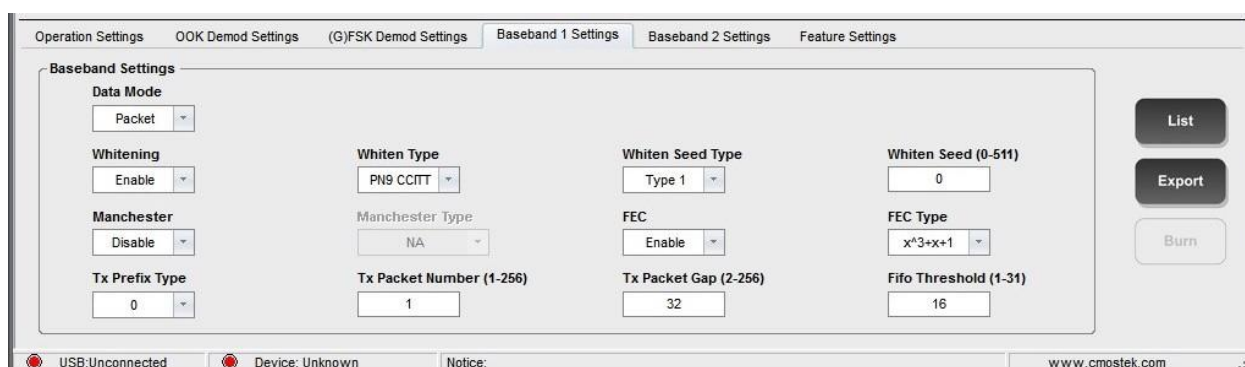 Operation Settings OOK Demod Settings (G)FSK Demod Settings Baseband 1 Settings Baseband 2 Settings Feature Settings
Baseband Settings
Data Mode
Packet
List
Whitening Whiten Type Whiten Seed Type Whiten Seed (0-511)
Enable PN9 CCITT Type 1 0
Export
Manchester Manchester Type FEC FEC Type
Disable NA Enable x^3+x+1
Burn
Tx Prefix Type Tx Packet Number (1-256) Tx Packet Gap (2-256) Fifo Threshold (1-31)
0 1 32 16
USB:Unconnected Device: Unknown Notice: www.cmostek.com